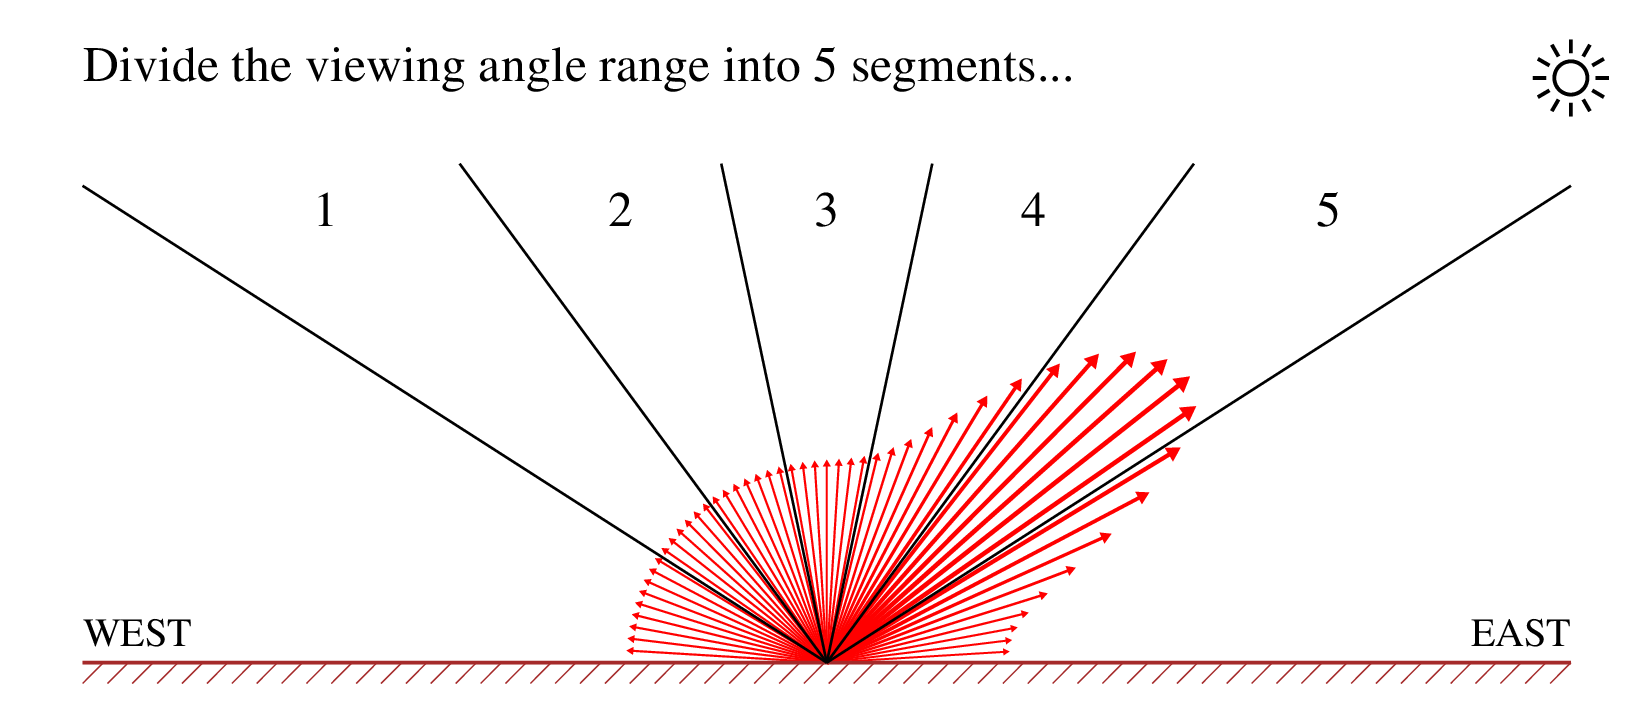 Divide the viewing angle range into 5 segments...
1 2 3 4 5
WEST EAST